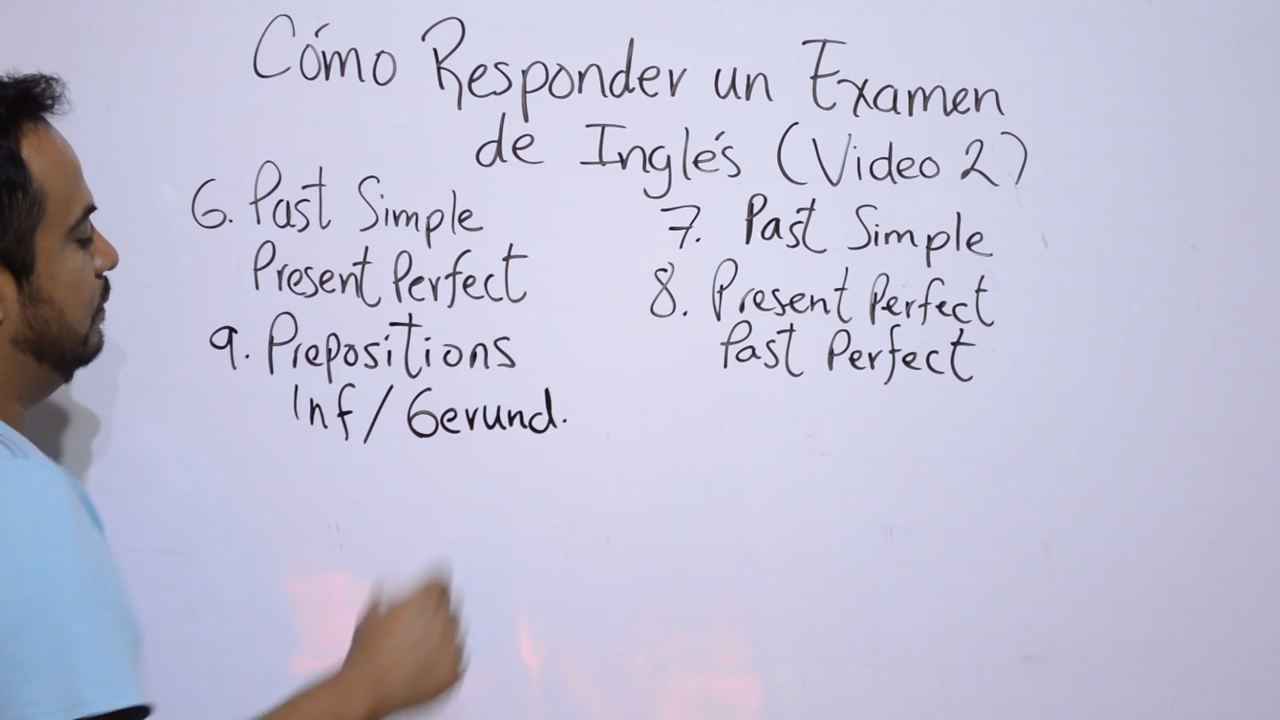 Cómo Responder un Examen
de Inglés (Video 2)
6. Past Simple
Present Perfect
9. Prepositions
Inf/Gerund.
7. Past Simple
8. Present Perfect
Past Perfect